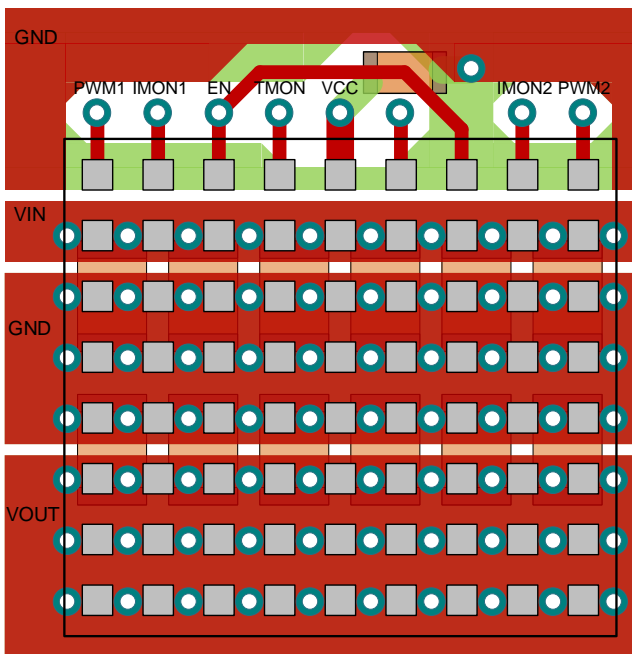 GND
PWM1 IMON1 EN TMON VCC IMON2 PWM2
VIN
GND
VOUT